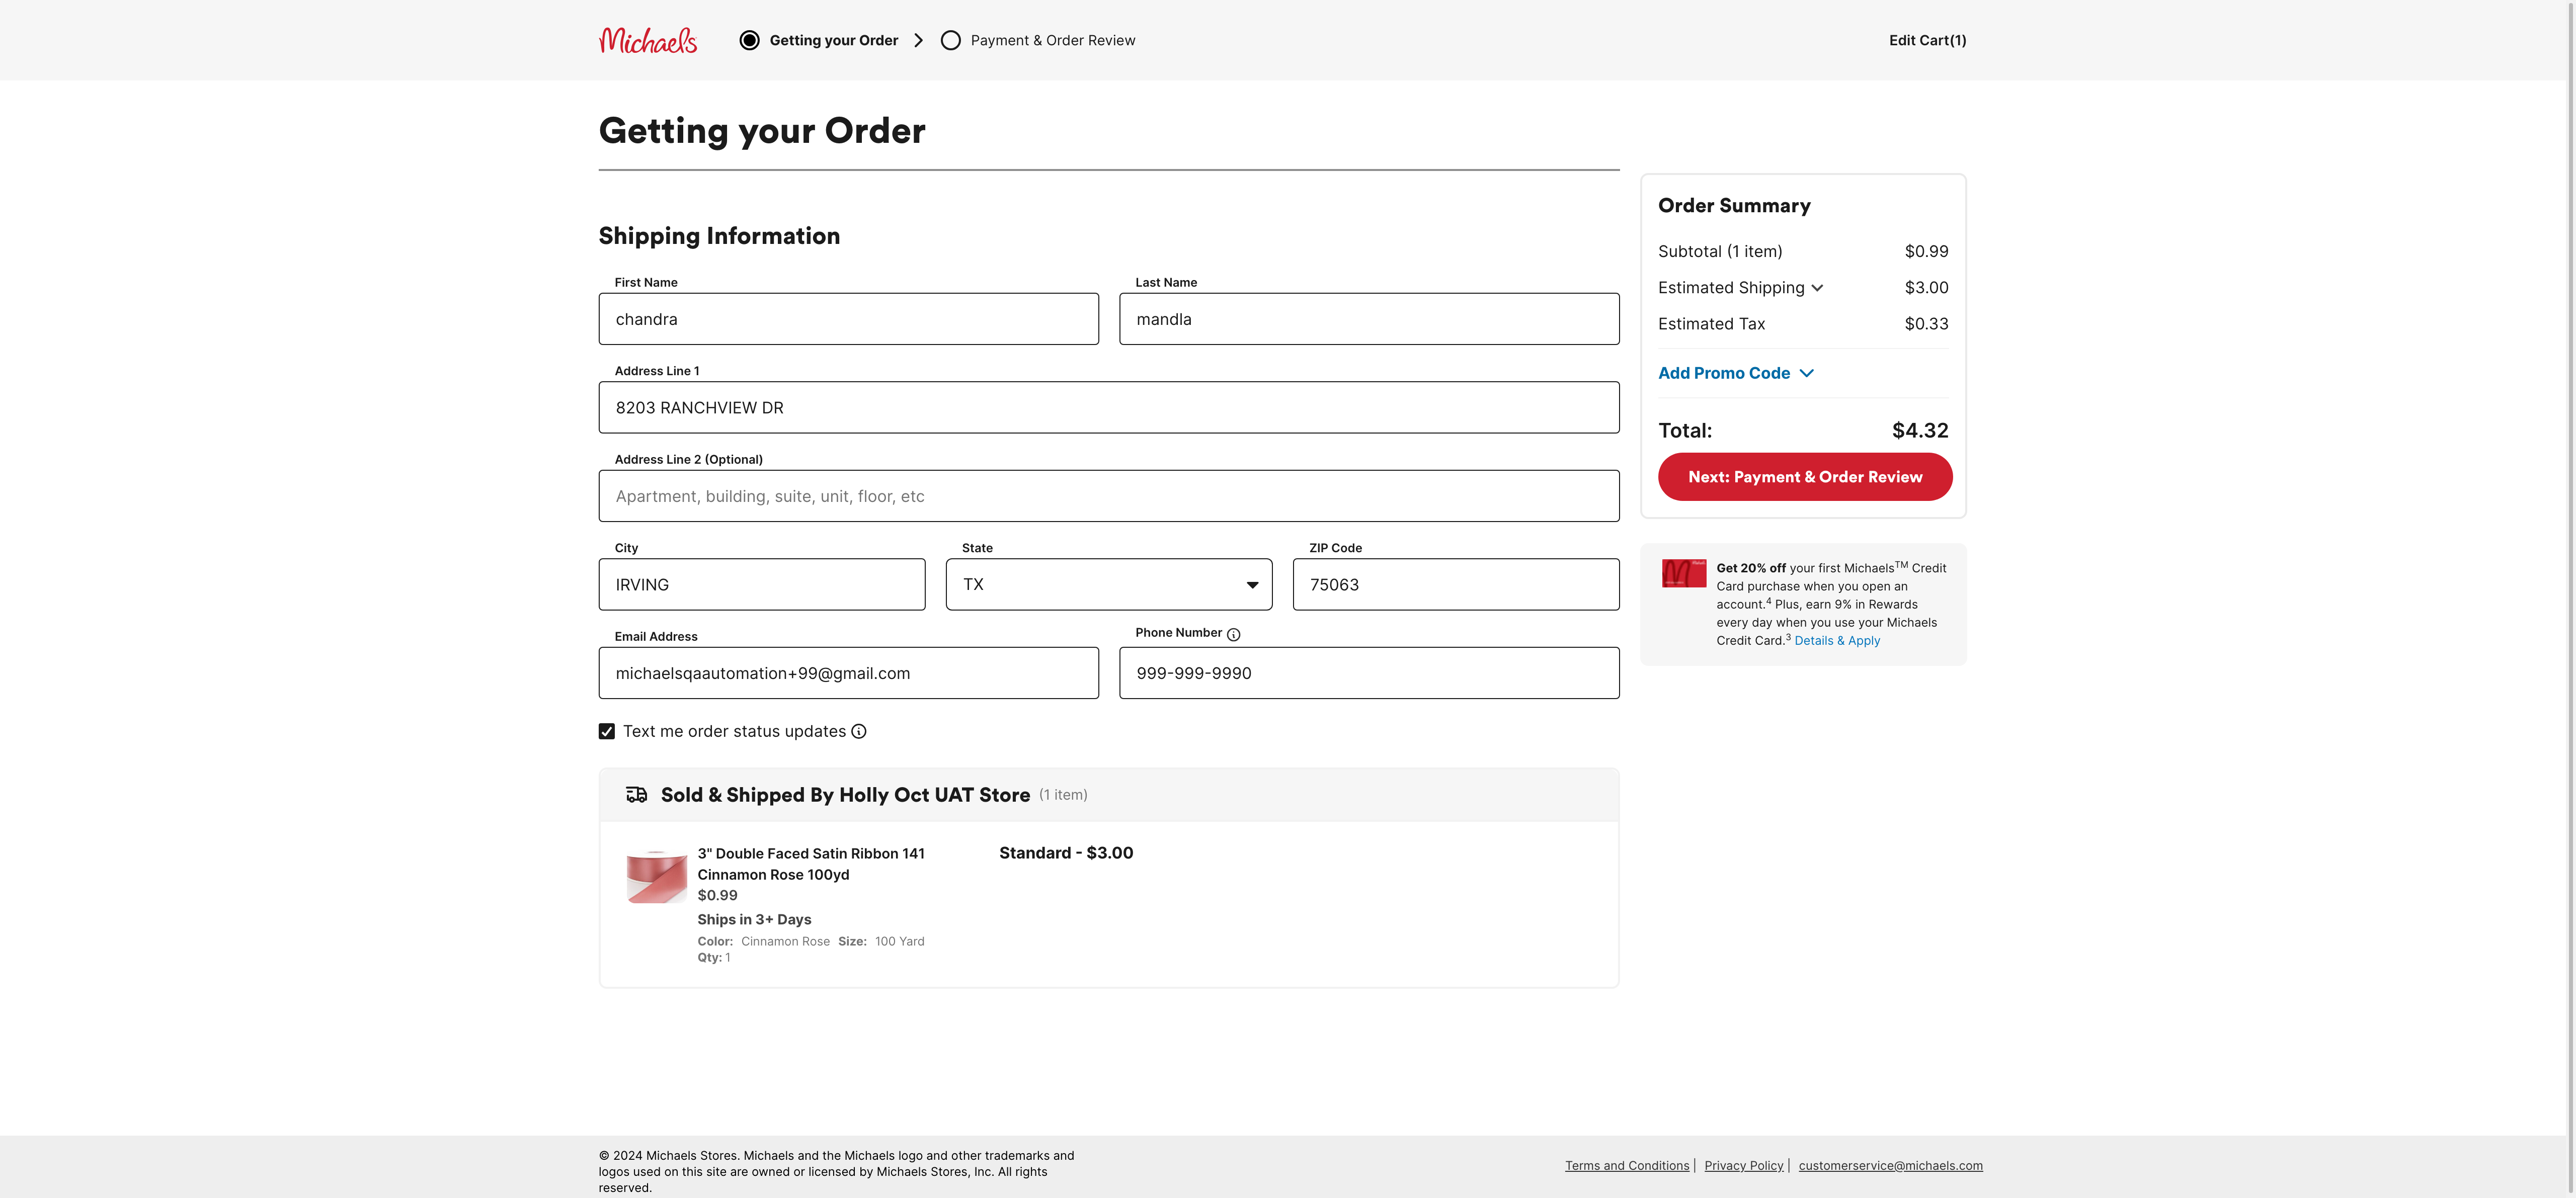 Michaels
Getting your Order
Payment & Order Review
Edit Cart(1)
Getting your Order
Shipping Information
First Name
Last Name
chandra
mandla
Address Line 1
8203 RANCHVIEW DR
Address Line 2 (Optional)
Apartment, building, suite, unit, floor, etc
City
State
ZIP Code
IRVING
TX
75063
Email Address
Phone Number
michaelsqaautomation+99@gmail.com
999-999-9990
Text me order status updates
Sold & Shipped By Holly Oct UAT Store (1 item)
3" Double Faced Satin Ribbon 141
Cinnamon Rose 100yd
$0.99
Ships in 3+ Days
Color: Cinnamon Rose Size: 100 Yard
Qty: 1
Standard - $3.00
Order Summary
Subtotal (1 item) $0.99
Estimated Shipping $3.00
Estimated Tax $0.33
Add Promo Code
Total: $4.32
Next: Payment & Order Review
Get 20% off your first Michaels™ Credit
Card purchase when you open an
account.⁴ Plus, earn 9% in Rewards
every day when you use your Michaels
Credit Card.³ Details & Apply
© 2024 Michaels Stores. Michaels and the Michaels logo and other trademarks and
logos used on this site are owned or licensed by Michaels Stores, Inc. All rights
reserved.
Terms and Conditions | Privacy Policy | customerservice@michaels.com